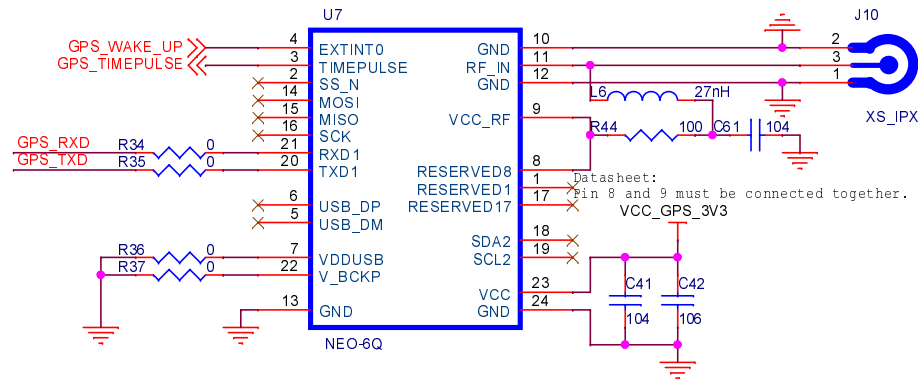 U7
J10
GPS_WAKE_UP
4
EXTINT0
GND
10
2
GPS_TIMEPULSE
3
TIMEPULSE
RF_IN
11
3
2
SS_N
GND
12
1
14
MOSI
L6
27nH
15
MISO
VCC_RF
9
XS_IPX
16
SCK
R44
100
C61
104
GPS_RXD
R34
0
21
RXD1
GPS_TXD
R35
0
20
TXD1
RESERVED8
8
RESERVED1
1
Datasheet:
Pin 8 and 9 must be connected together.
6
USB_DP
RESERVED17
17
VCC_GPS_3V3
5
USB_DM
SDA2
18
R36
0
7
VDDUSB
SCL2
19
R37
0
22
V_BCKP
C41
C42
VCC
23
13
GND
GND
24
104
106
NEO-6Q